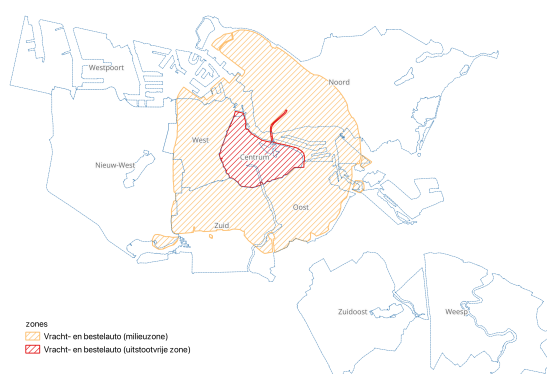 Westpoort
Noord
West
Centrum
Nieuw-West
Oost
Zuid
Zuidoost
Weesp
zones
Vracht- en bestelauto (milieuzone)
Vracht- en bestelauto (uitstootvrije zone)